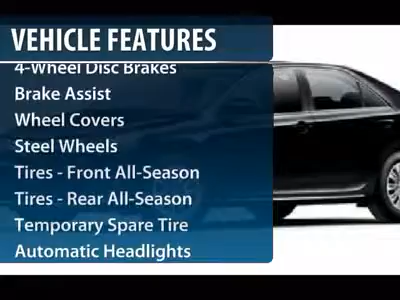 VEHICLE FEATURES
4-Wheel Disc Brakes
Brake Assist
Wheel Covers
Steel Wheels
Tires - Front All-Season
Tires - Rear All-Season
Temporary Spare Tire
Automatic Headlights